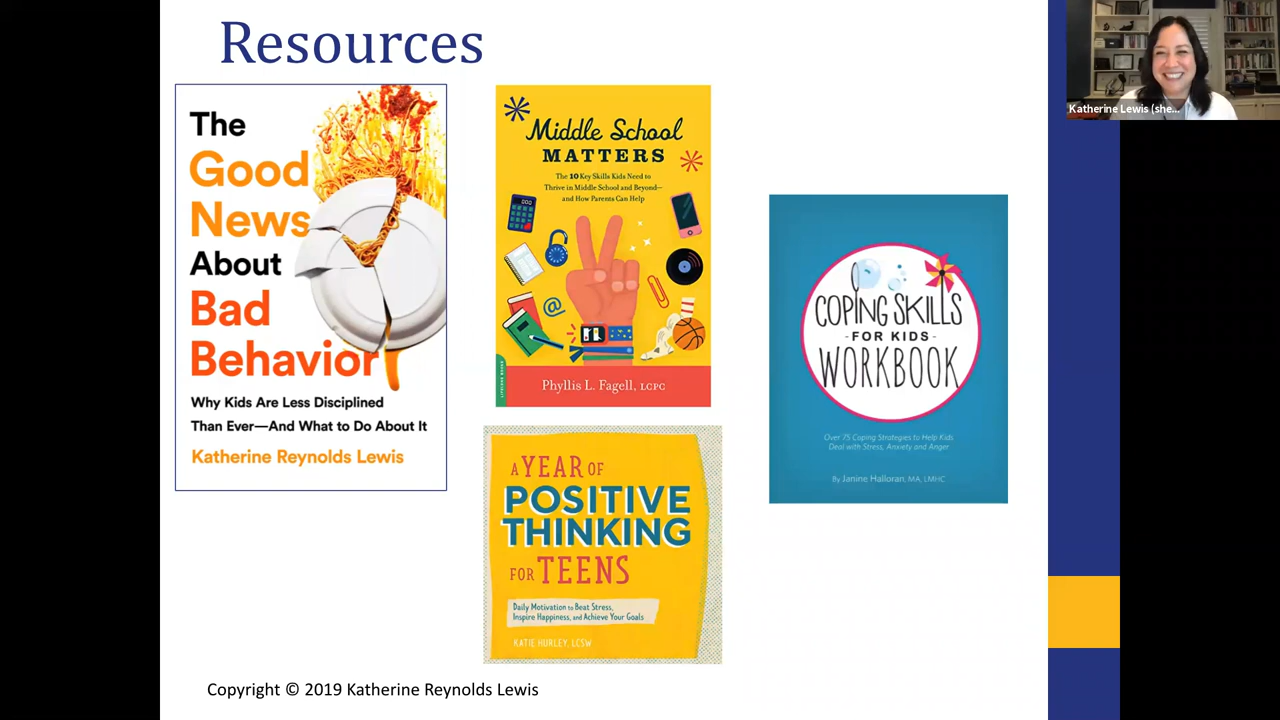 Resources
The
Good
News
About
Bad
Behavior
Why Kids Are Less Disciplined
Than Ever—And What to Do About It
Katherine Reynolds Lewis
Middle School
MATTERS
The 10 Key Skills Kids Need to
Thrive in Middle School and Beyond—
and How Parents Can Help
@
Phyllis L. Fagell, LCPC
LIFELONG BOOKS
A YEAR OF
POSITIVE
THINKING
FOR TEENS
Daily Motivation to Beat Stress,
Inspire Happiness, and Achieve Your Goals
KATIE HURLEY, LCSW
COPING SKILLS
-FOR KIDS-
WORKBOOK
Over 75 Coping Strategies to Help Kids
Deal with Stress, Anxiety and Anger
By Janine Halloran, MA, LMHC
Copyright © 2019 Katherine Reynolds Lewis
Katherine Lewis (she...